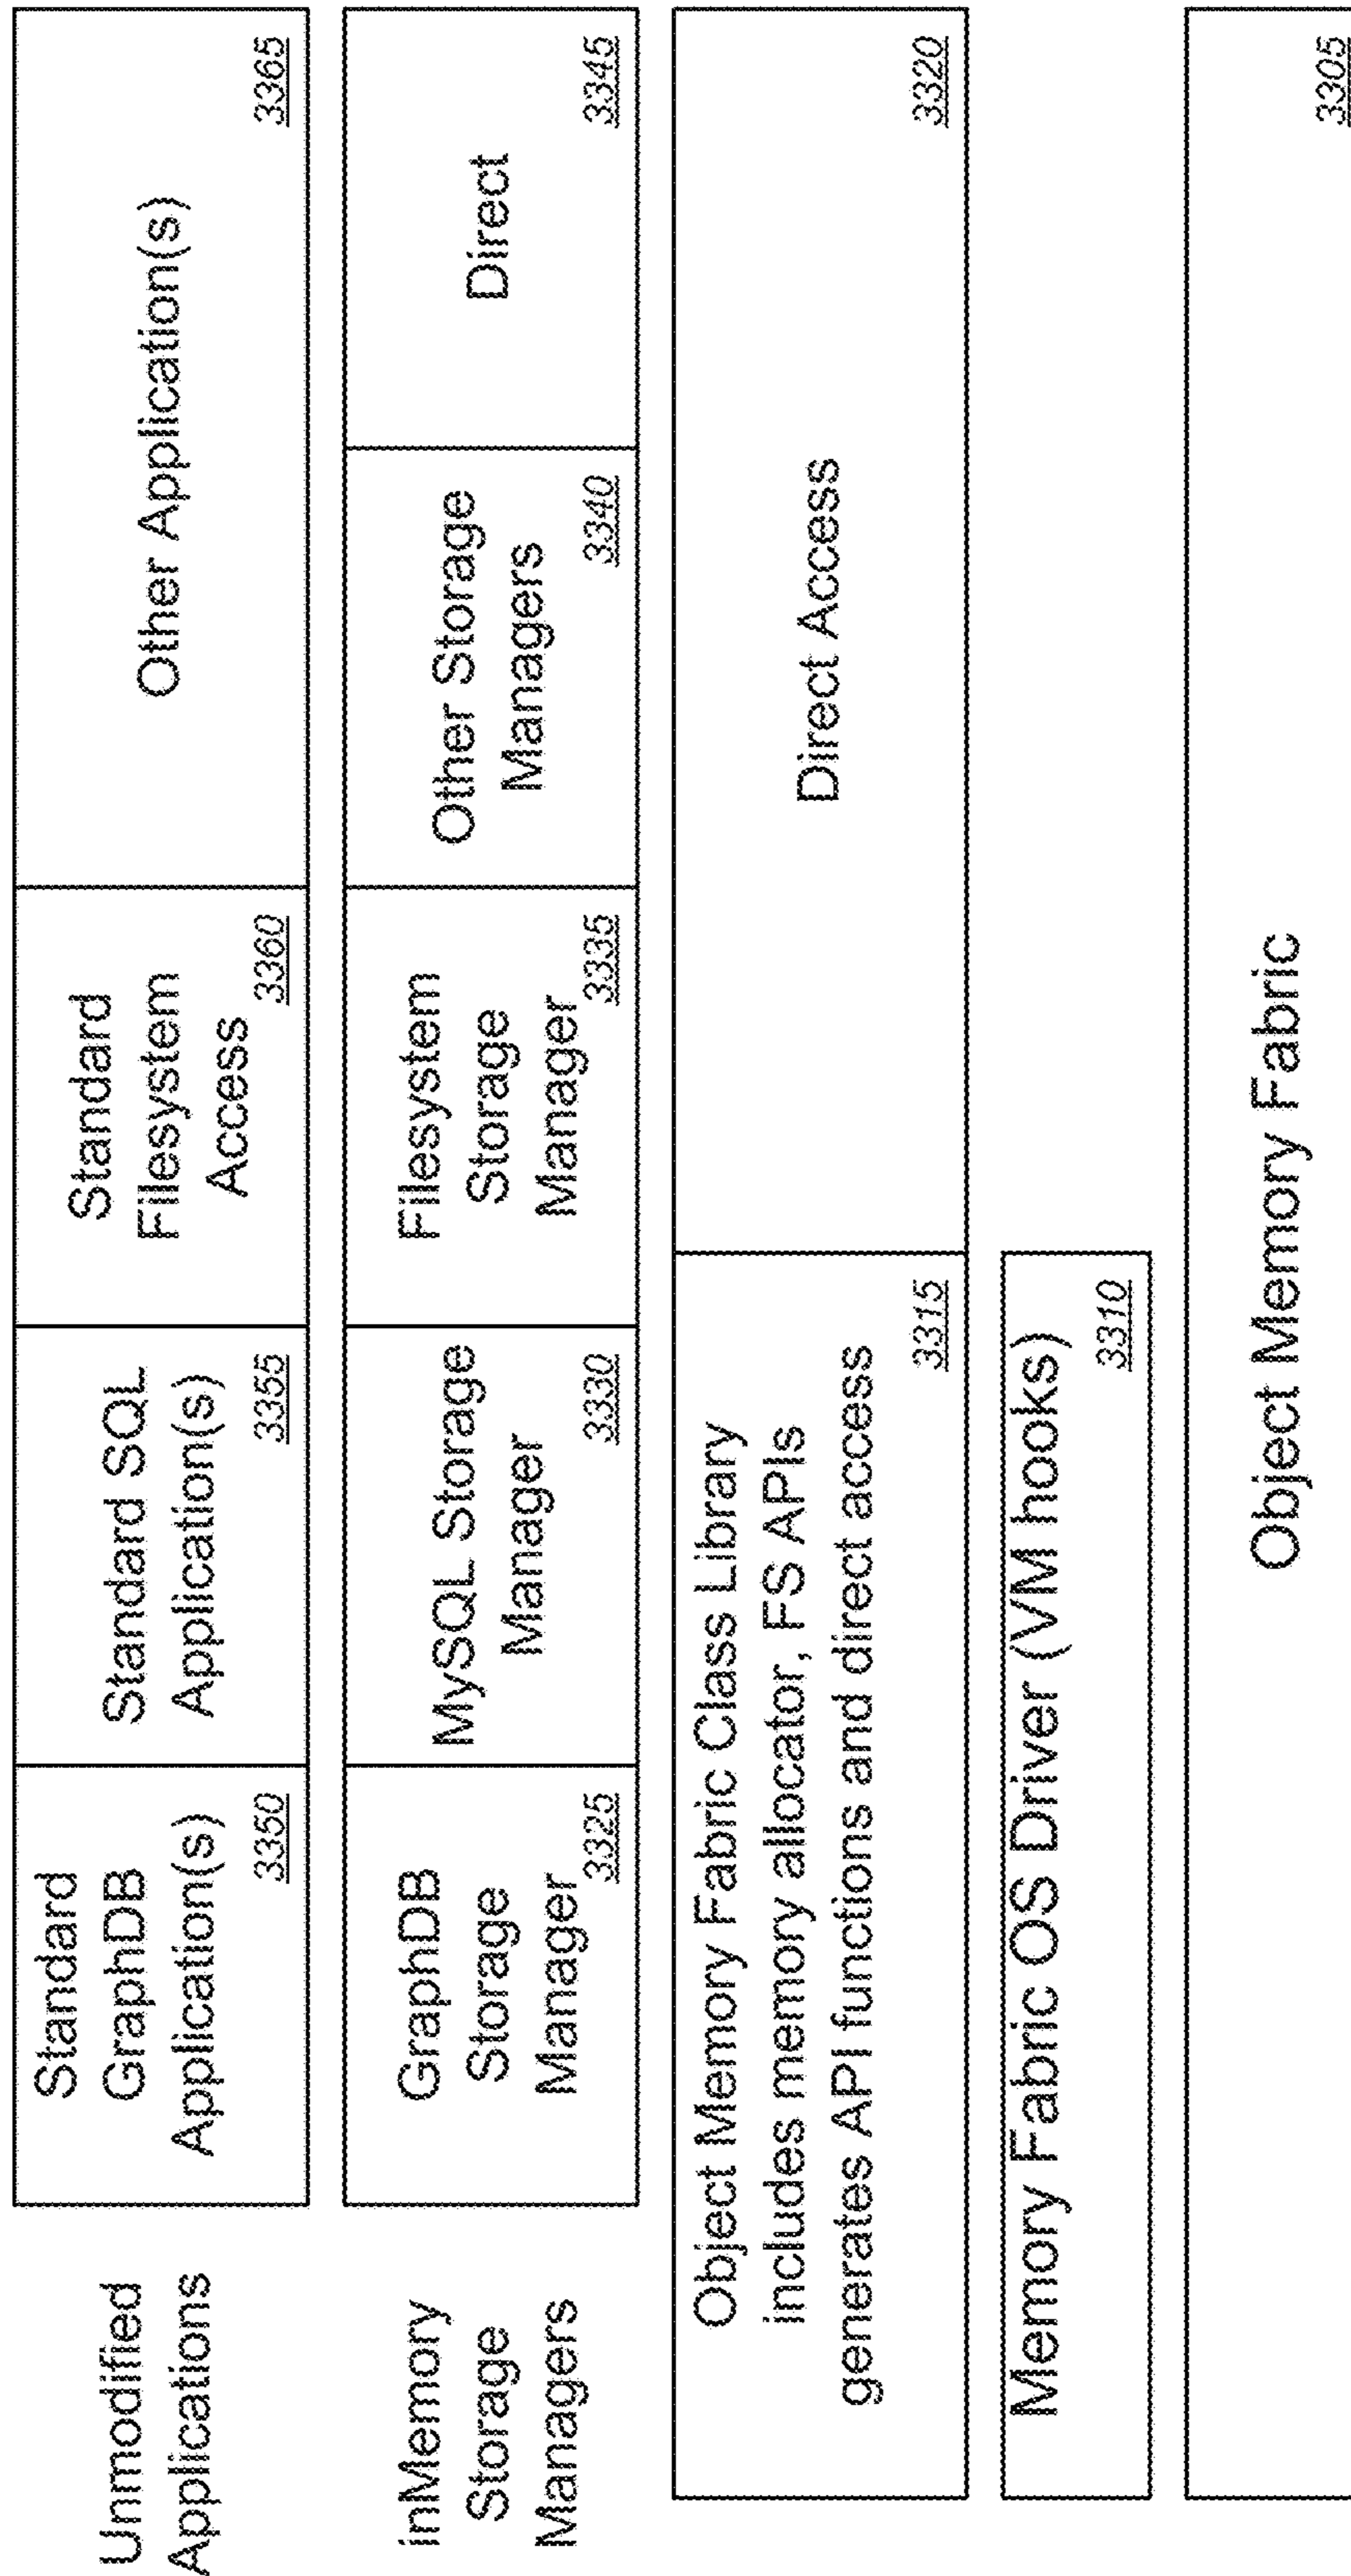 Unmodified
Applications
Standard
GraphDB
Application(s)
3350
Standard SQL
Application(s)
3355
Standard
Filesystem
Access
3360
Other Application(s)
3365
inMemory
Storage
Managers
GraphDB
Storage
Manager
3325
MySQL Storage
Manager
3330
Filesystem
Storage
Manager
3335
Other Storage
Managers
3340
Direct
3345
Object Memory Fabric Class Library
includes memory allocator, FS APIs
generates API functions and direct access
3315
Direct Access
3320
Memory Fabric OS Driver (VM hooks)
3310
Object Memory Fabric
3305